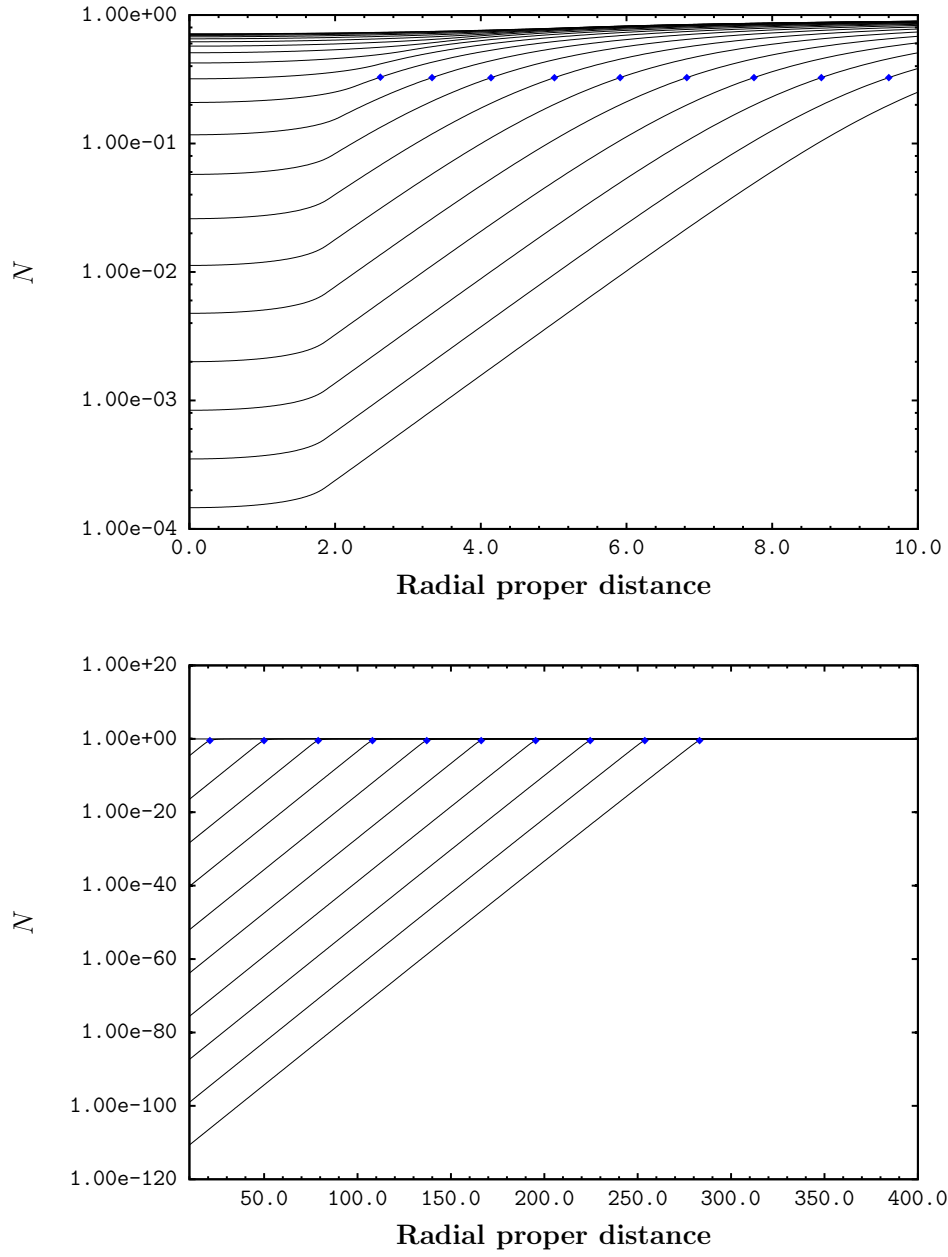 1.00e+00
1.00e-01
1.00e-02
1.00e-03
1.00e-04
N
0.0 2.0 4.0 6.0 8.0 10.0
Radial proper distance
1.00e+20
1.00e+00
1.00e-20
1.00e-40
1.00e-60
1.00e-80
1.00e-100
1.00e-120
N
50.0 100.0 150.0 200.0 250.0 300.0 350.0 400.0
Radial proper distance